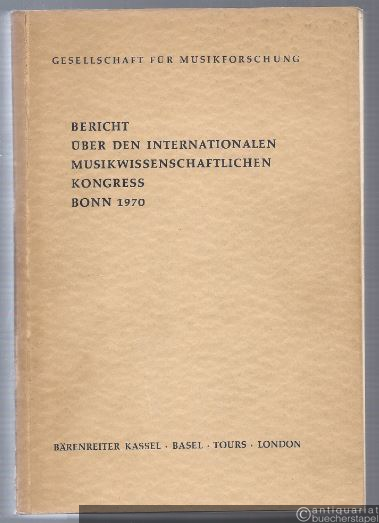 GESELLSCHAFT FÜR MUSIKFORSCHUNG
BERICHT
ÜBER DEN INTERNATIONALEN
MUSIKWISSENSCHAFTLICHEN
KONGRESS
BONN 1970
BÄRENREITER KASSEL · BASEL · TOURS · LONDON
©antiquariat
buecherstapel